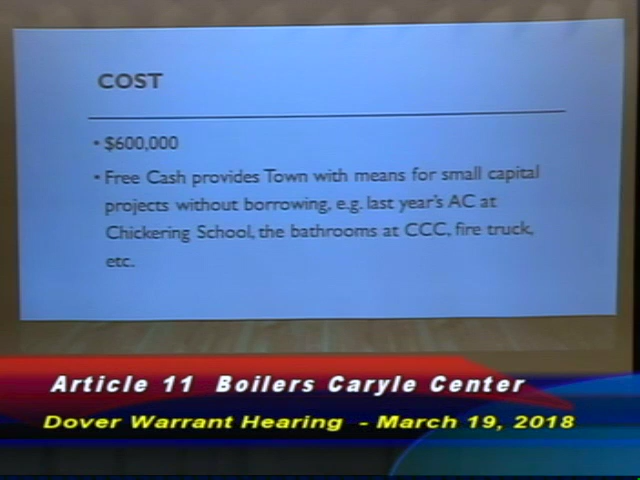 COST
• $600,000
• Free Cash provides Town with means for small capital
projects without borrowing, e.g. last year's AC at
Chickering School, the bathrooms at CCC, fire truck,
etc.
Article 11 Boilers Caryle Center
Dover Warrant Hearing - March 19, 2018